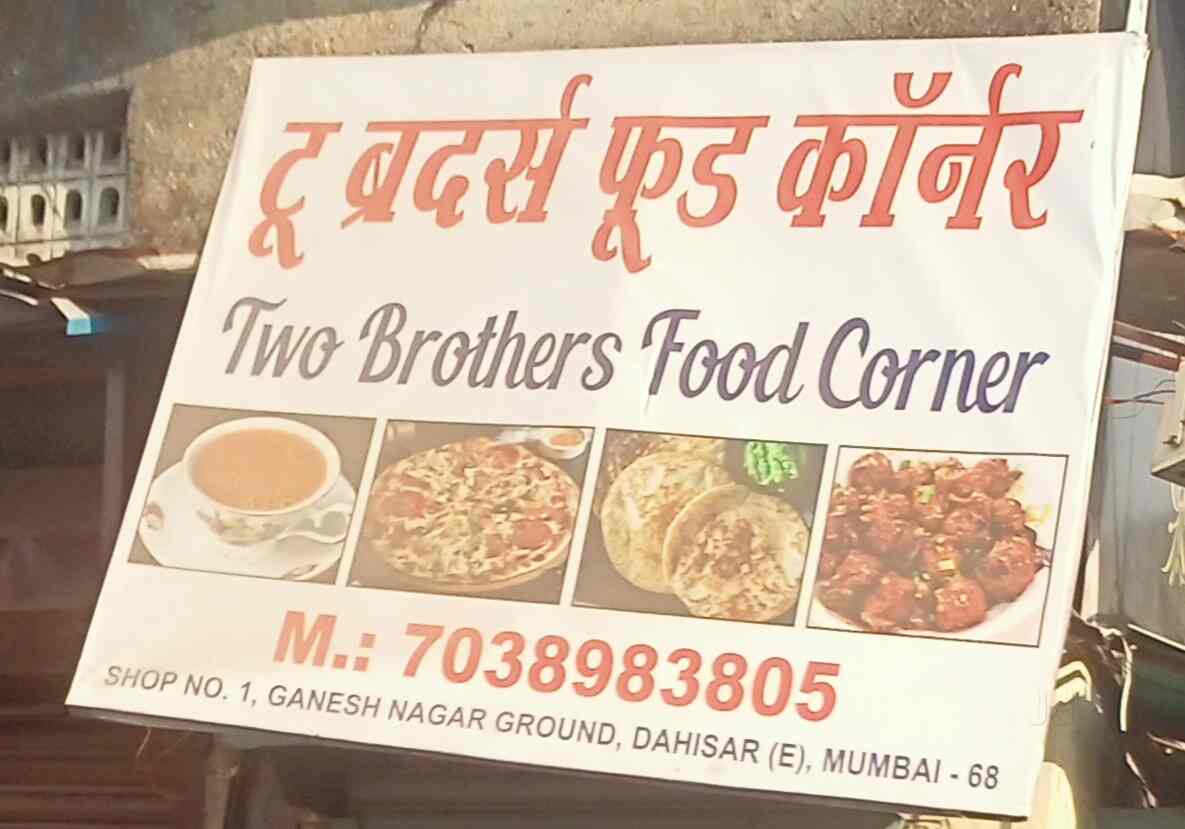 टू ब्रदर्स फूड कॉर्नर
Two Brothers Food Corner
M.: 7038983805
SHOP NO. 1, GANESH NAGAR GROUND, DAHISAR (E), MUMBAI - 68